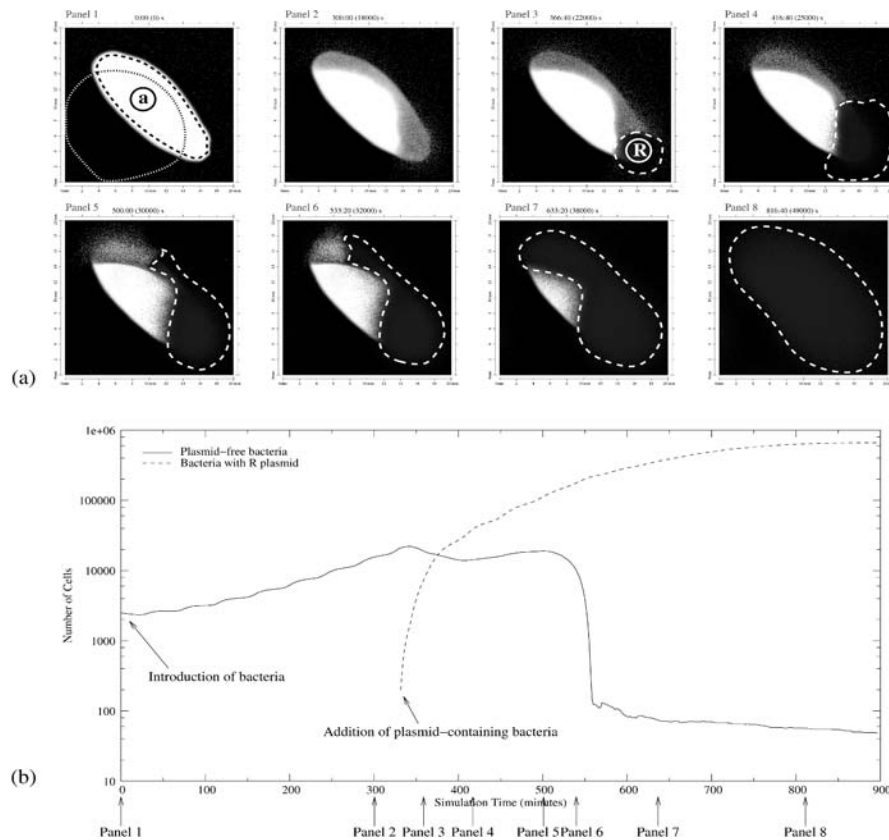 Panel 1
0:00 (0) s
Panel 2
300:00 (18000) s
Panel 3
366:40 (22000) s
Panel 4
416:40 (25000) s
a
R
Panel 5
500:00 (30000) s
Panel 6
533:20 (32000) s
Panel 7
633:20 (38000) s
Panel 8
816:40 (49000) s
(a)
1e+06
100000
10000
1000
100
10
Number of Cells
Plasmid-free bacteria
Bacteria with R plasmid
Introduction of bacteria
Addition of plasmid-containing bacteria
(b)
0 100 200 300 400 500 600 700 800 900
Simulation Time (minutes)
Panel 1 Panel 2 Panel 3 Panel 4 Panel 5 Panel 6 Panel 7 Panel 8